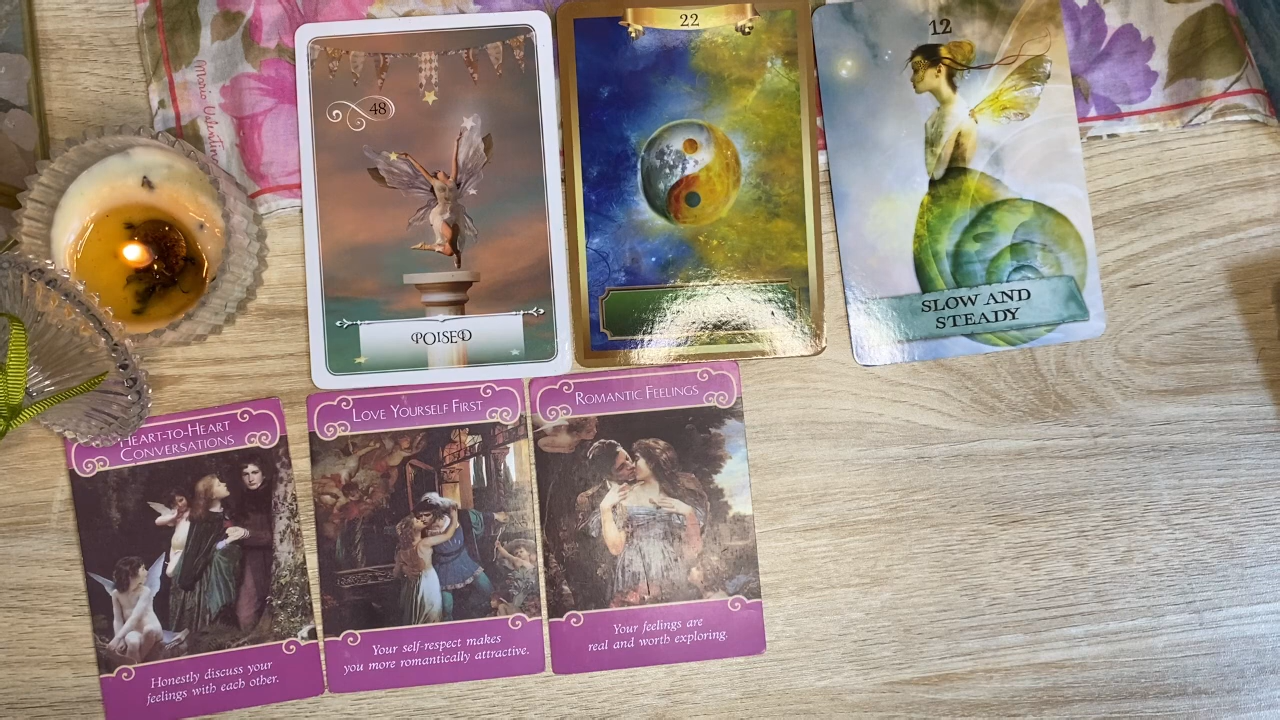 Mario Valentino
48
POISED
22
12
SLOW AND
STEADY
HEART-TO-HEART
CONVERSATIONS
Honestly discuss your
feelings with each other.
LOVE YOURSELF FIRST
Your self-respect makes
you more romantically attractive.
ROMANTIC FEELINGS
Your feelings are
real and worth exploring.